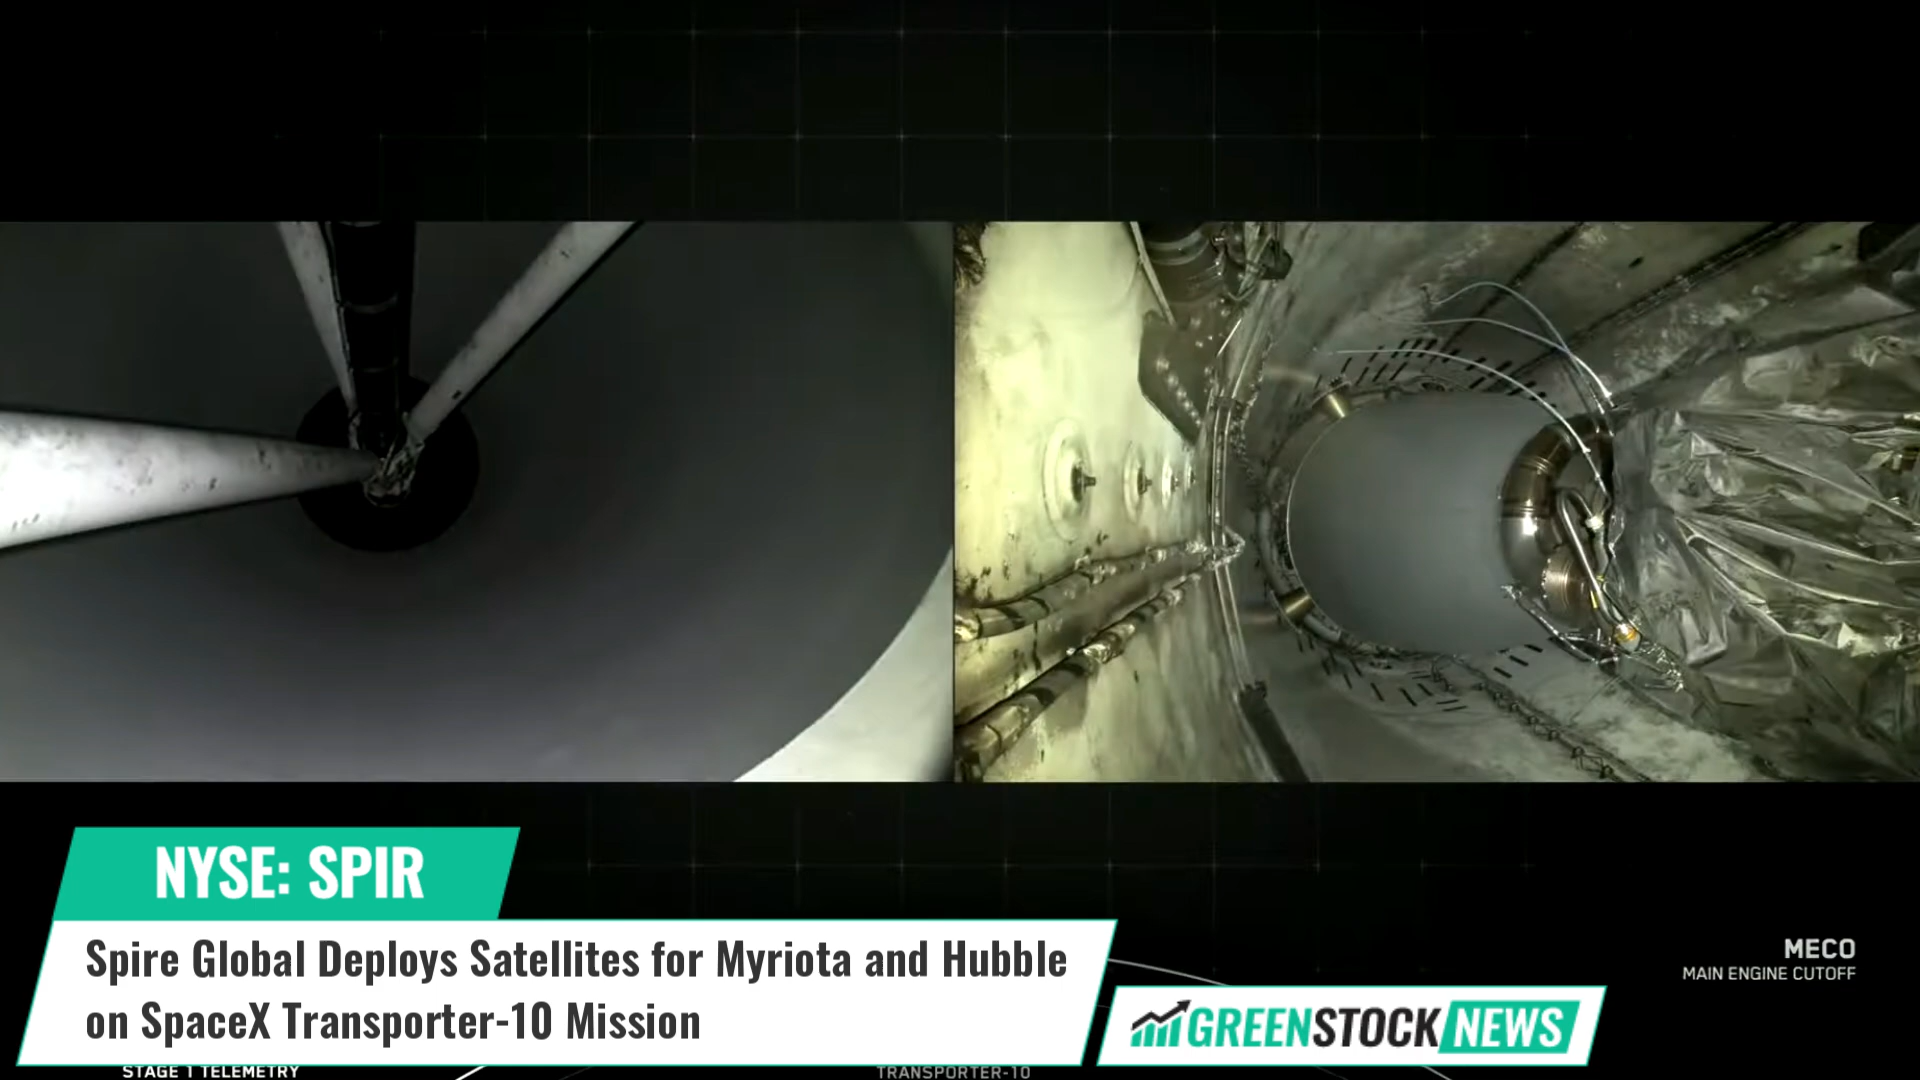 NYSE: SPIR
Spire Global Deploys Satellites for Myriota and Hubble
on SpaceX Transporter-10 Mission
MECO
MAIN ENGINE CUTOFF
GREENSTOCK NEWS
STAGE 1 TELEMETRY
TRANSPORTER-10